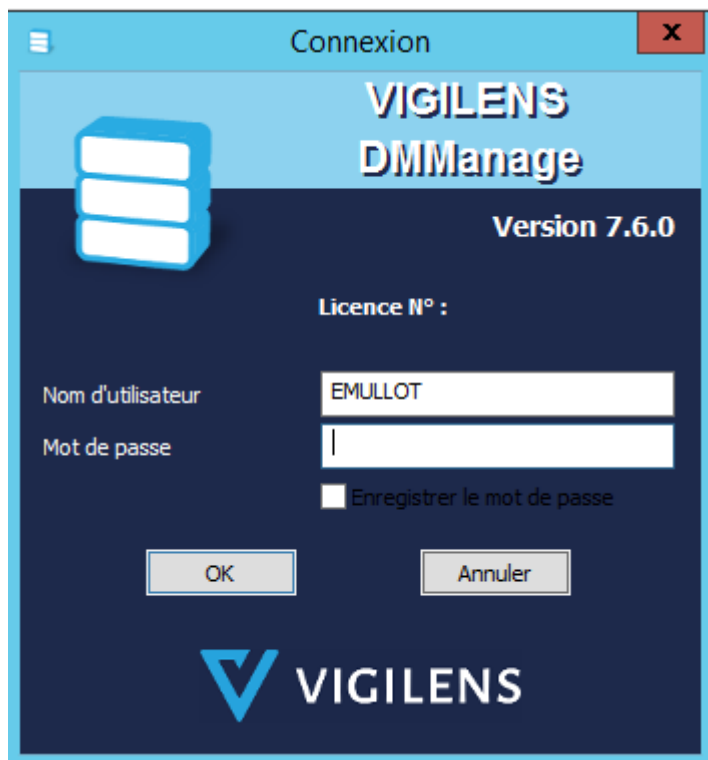 Connexion
x
VIGILENS
DMManage
Version 7.6.0
Licence N° :
Nom d'utilisateur
EMULLOT
Mot de passe
Enregistrer le mot de passe
OK
Annuler
VIGILENS